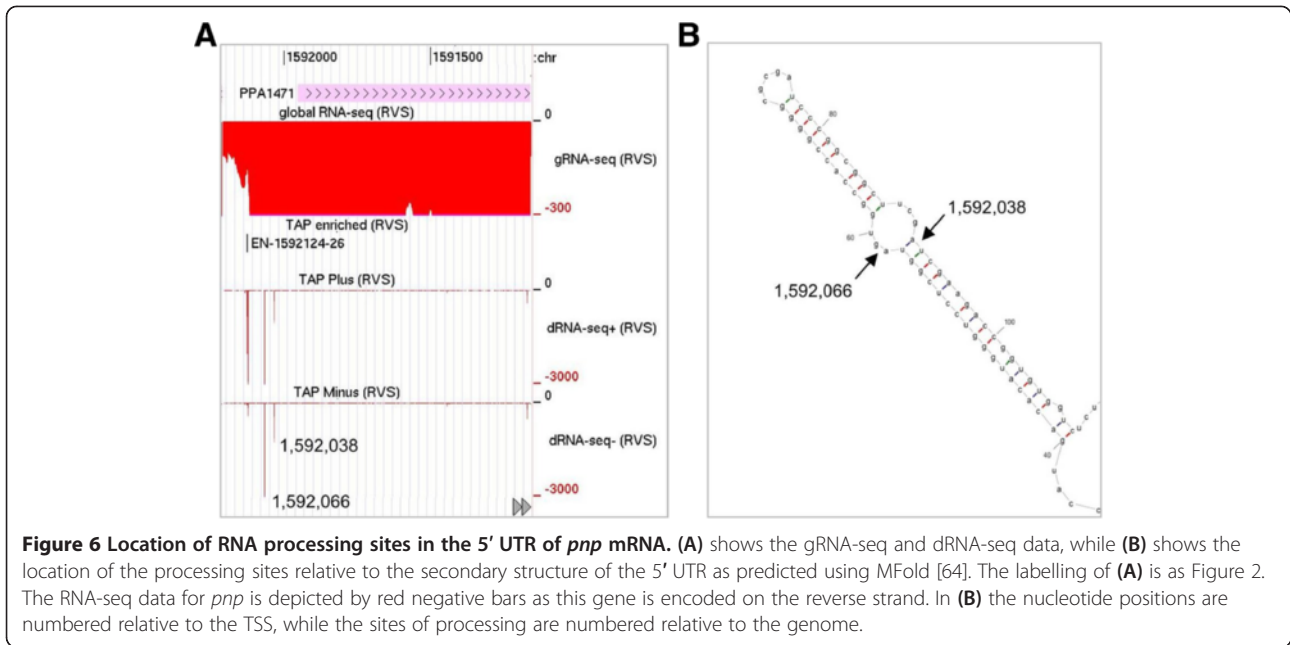 A
|1592000 |1591500 :chr
PPA1471
global RNA-seq (RVS)
0
gRNA-seq (RVS)
-300
TAP enriched (RVS)
EN-1592124-26
TAP Plus (RVS)
0
dRNA-seq+ (RVS)
-3000
TAP Minus (RVS)
0
1,592,038
dRNA-seq- (RVS)
1,592,066
-3000
B
80
1,592,038
60
1,592,066
100
40
Figure 6 Location of RNA processing sites in the 5′ UTR of pnp mRNA. (A) shows the gRNA-seq and dRNA-seq data, while (B) shows the
location of the processing sites relative to the secondary structure of the 5′ UTR as predicted using MFold [64]. The labelling of (A) is as Figure 2.
The RNA-seq data for pnp is depicted by red negative bars as this gene is encoded on the reverse strand. In (B) the nucleotide positions are
numbered relative to the TSS, while the sites of processing are numbered relative to the genome.